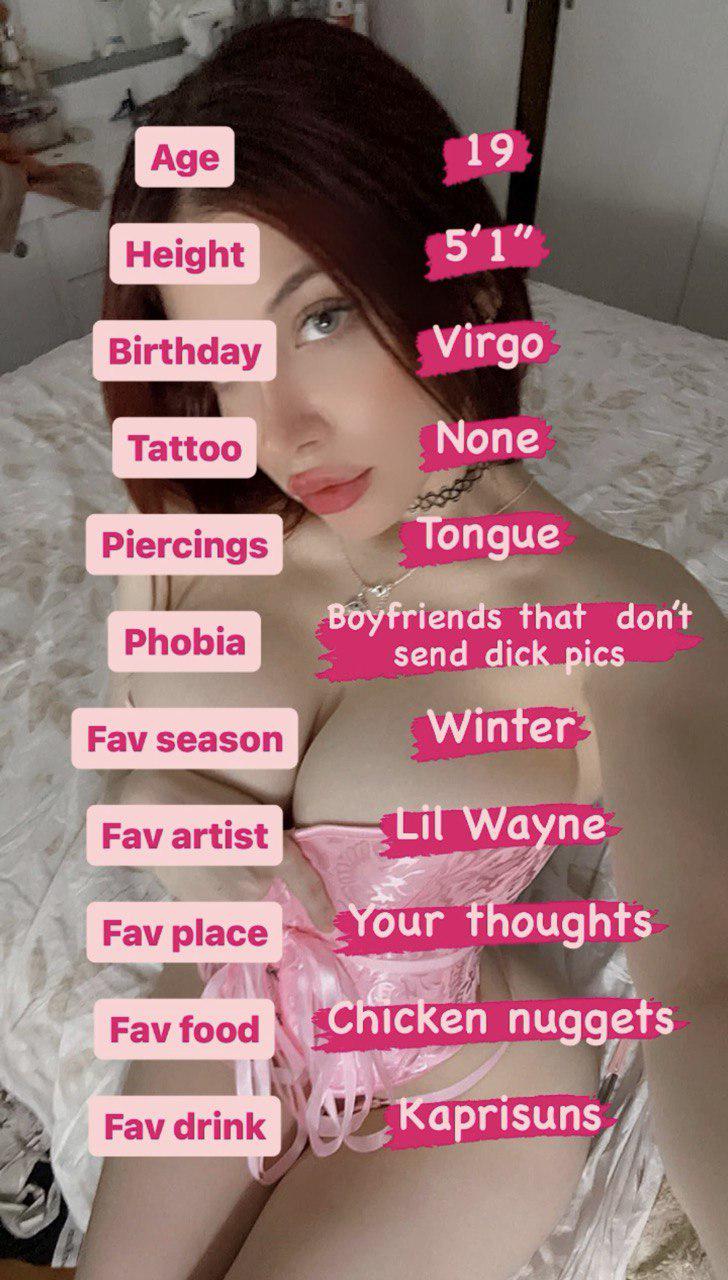 Age 19
Height 5'1"
Birthday Virgo
Tattoo None
Piercings Tongue
Phobia Boyfriends that don't
send dick pics
Fav season Winter
Fav artist Lil Wayne
Fav place Your thoughts
Fav food Chicken nuggets
Fav drink Kaprisuns